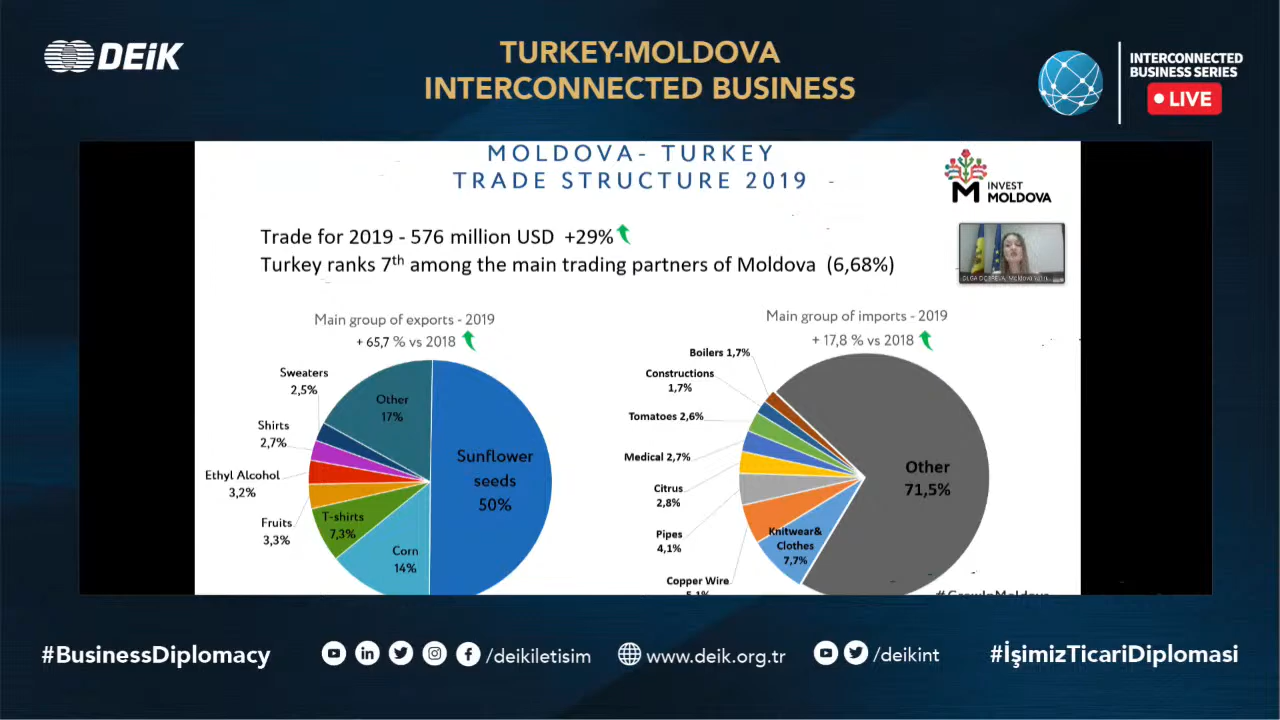 DEiK
TURKEY-MOLDOVA
INTERCONNECTED BUSINESS
INTERCONNECTED
BUSINESS SERIES
LIVE
MOLDOVA- TURKEY
TRADE STRUCTURE 2019
M INVEST
MOLDOVA
Trade for 2019 - 576 million USD +29%
Turkey ranks 7th among the main trading partners of Moldova (6,68%)
Main group of exports - 2019
+ 65,7 % vs 2018
Sweaters
2,5%
Other
17%
Shirts
2,7%
Sunflower
seeds
50%
Ethyl Alcohol
3,2%
T-shirts
7,3%
Fruits
3,3%
Corn
14%
Main group of imports - 2019
+ 17,8 % vs 2018
Boilers 1,7%
Constructions
1,7%
Tomatoes 2,6%
Medical 2,7%
Other
71,5%
Citrus
2,8%
Pipes
4,1%
Knitwear&
Clothes
7,7%
Copper Wire
5,1%
#GrowInMoldova
#BusinessDiplomacy
/deikiletisim
www.deik.org.tr
/deikint
#İşimizTicariDiplomasi